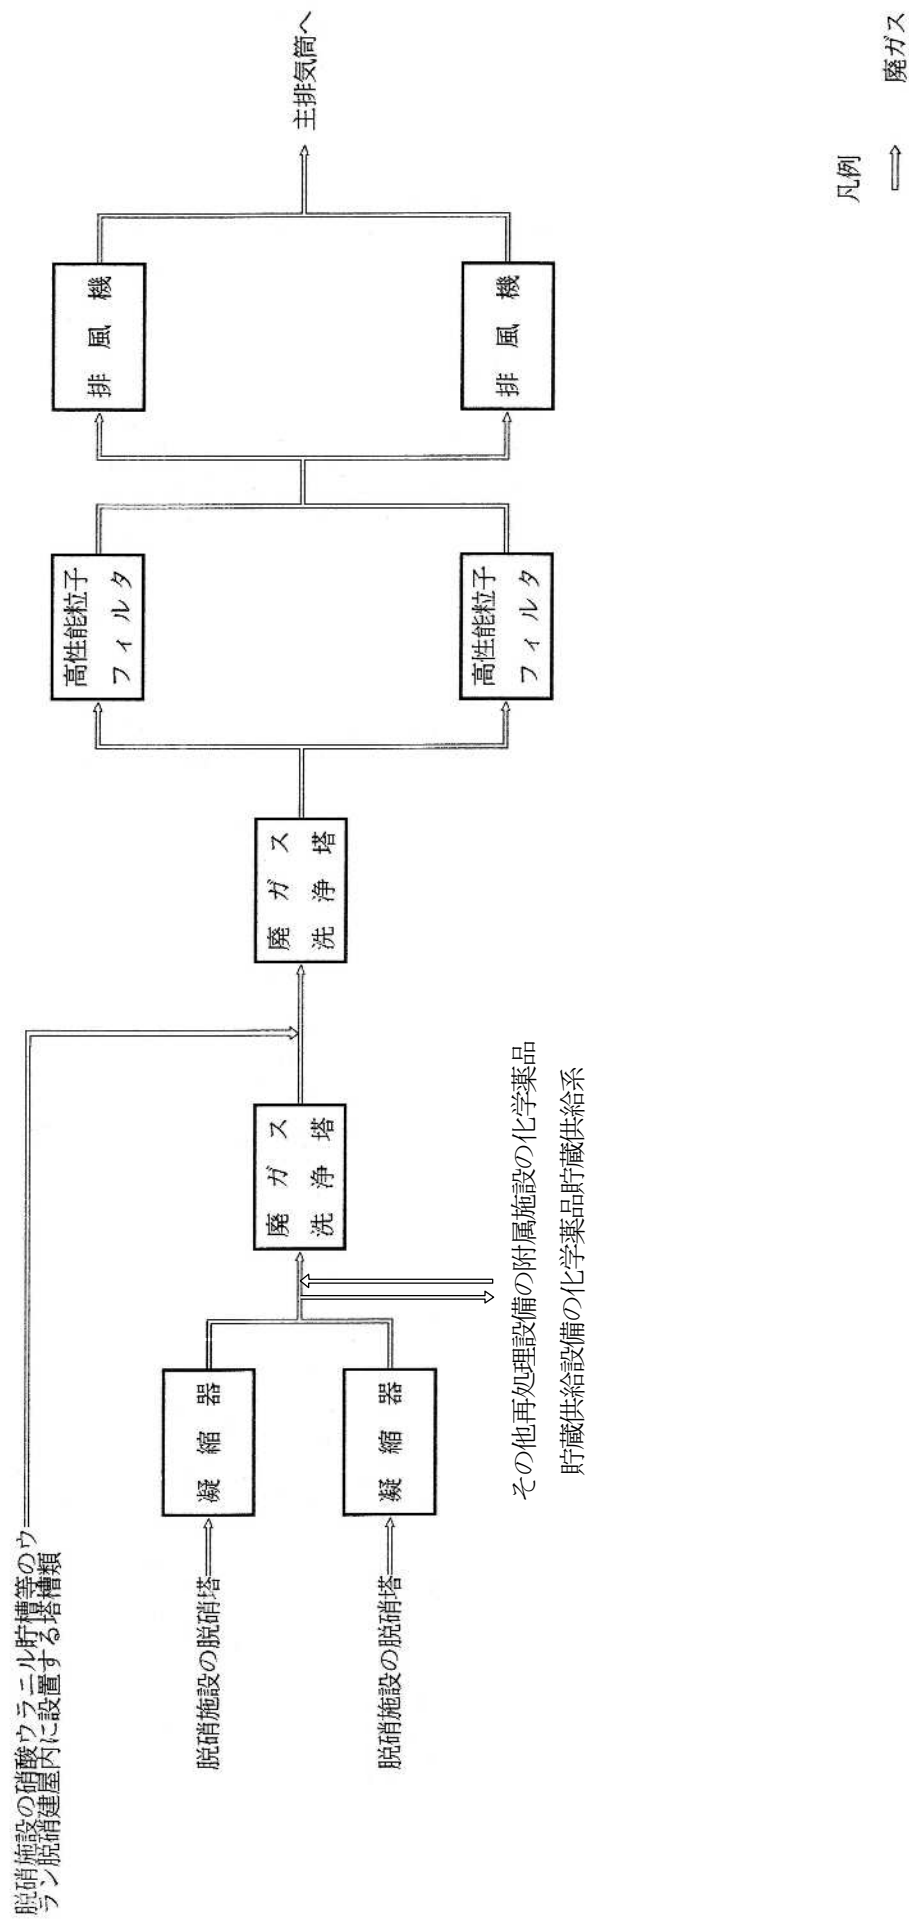 脱硝施設の硝酸ウラニル貯槽等のウ
ラン脱硝建屋内に設置する塔槽類
脱硝施設の脱硝塔
凝縮器
脱硝施設の脱硝塔
凝縮器
その他再処理設備の附属施設の化学薬品
貯蔵供給設備の化学薬品貯蔵供給系
廃ガス
洗浄塔
廃ガス
洗浄塔
高性能粒子
フィルタ
高性能粒子
フィルタ
排風機
排風機
主排気筒へ
凡例
⇒ 廃ガス